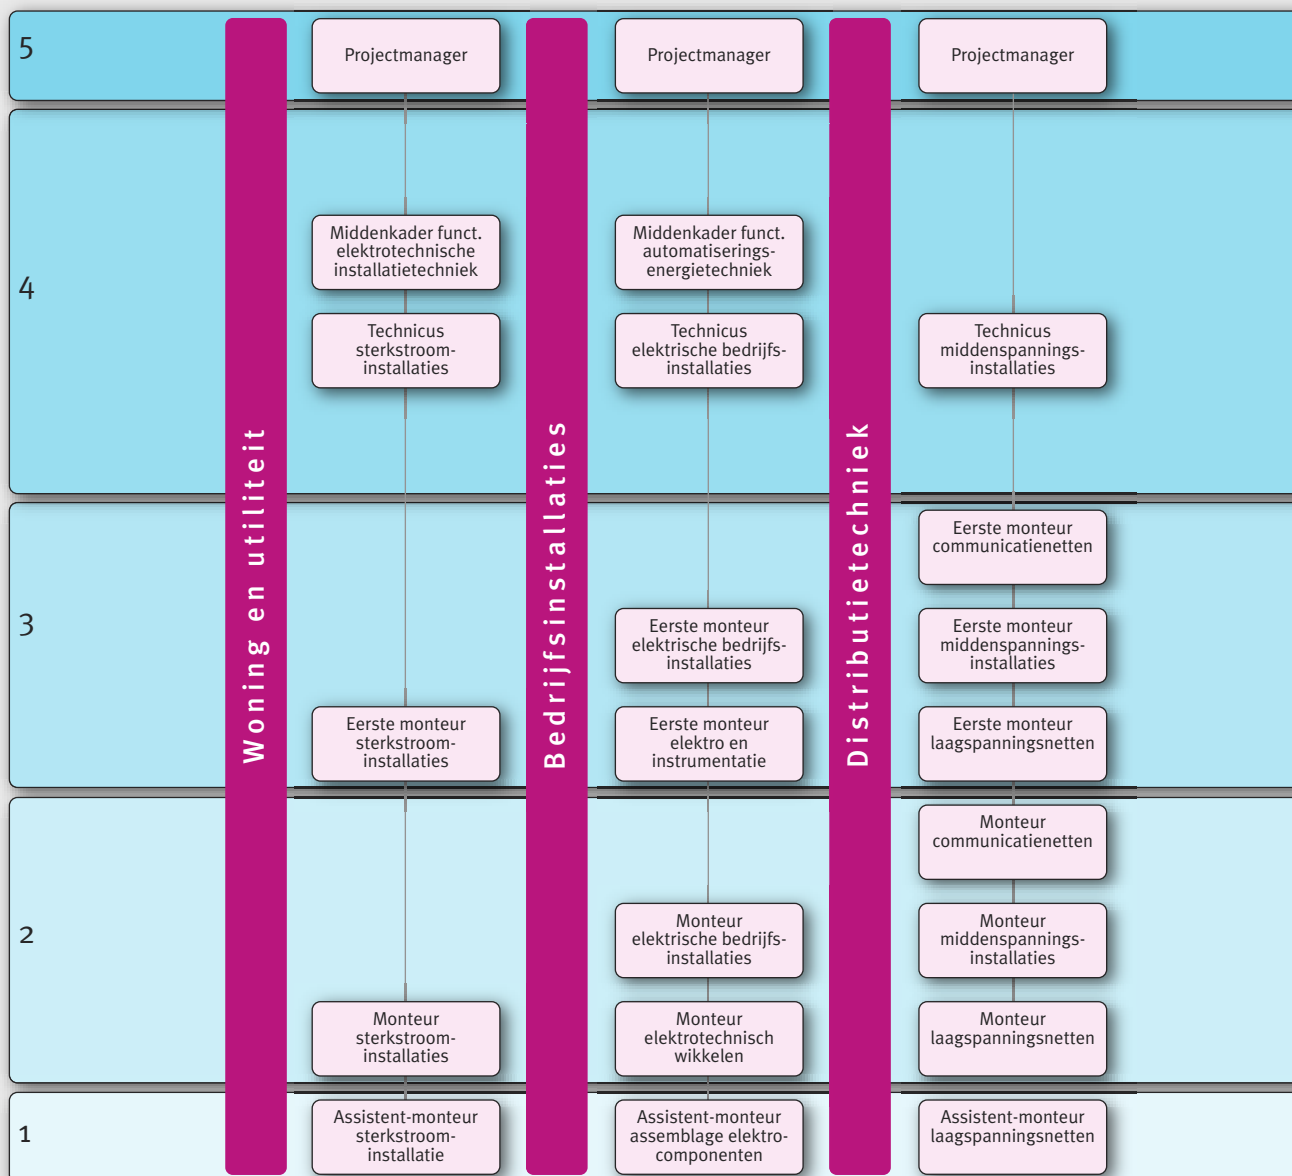 5
Projectmanager
Projectmanager
Projectmanager
4
Middenkader funct.
elektrotechnische
installatietechniek
Middenkader funct.
automatiserings-
energietechniek
Technicus
sterkstroom-
installaties
Technicus
elektrische bedrijfs-
installaties
Technicus
middenspannings-
installaties
Woning en utiliteit
Bedrijfsinstallaties
Distributietechniek
3
Eerste monteur
communicatienetten
Eerste monteur
elektrische bedrijfs-
installaties
Eerste monteur
middenspannings-
installaties
Eerste monteur
sterkstroom-
installaties
Eerste monteur
elektro en
instrumentatie
Eerste monteur
laagspanningsnetten
2
Monteur
communicatienetten
Monteur
elektrische bedrijfs-
installaties
Monteur
middenspannings-
installaties
Monteur
sterkstroom-
installaties
Monteur
elektrotechnisch
wikkelen
Monteur
laagspanningsnetten
1
Assistent-monteur
sterkstroom-
installatie
Assistent-monteur
assemblage elektro-
componenten
Assistent-monteur
laagspanningsnetten